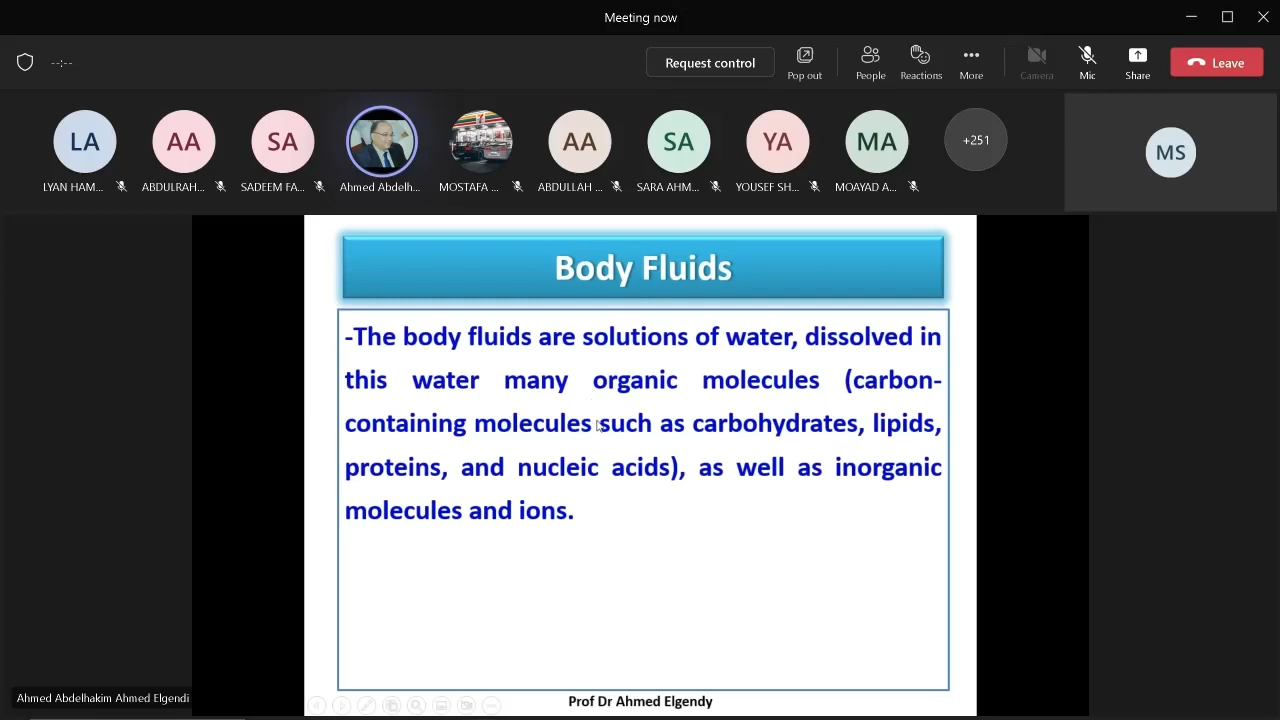 Meeting now
--:--
Request control
Pop out
People
Reactions
More
Camera
Mic
Share
Leave
LA
AA
SA
AA
SA
YA
MA
+251
MS
LYAN HAM...
ABDULRAH...
SADEEM FA...
Ahmed Abdelh...
MOSTAFA ...
ABDULLAH ...
SARA AHM...
YOUSEF SH...
MOAYAD A...
Body Fluids
-The body fluids are solutions of water, dissolved in
this water many organic molecules (carbon-
containing molecules such as carbohydrates, lipids,
proteins, and nucleic acids), as well as inorganic
molecules and ions.
Ahmed Abdelhakim Ahmed Elgendi
Prof Dr Ahmed Elgendy